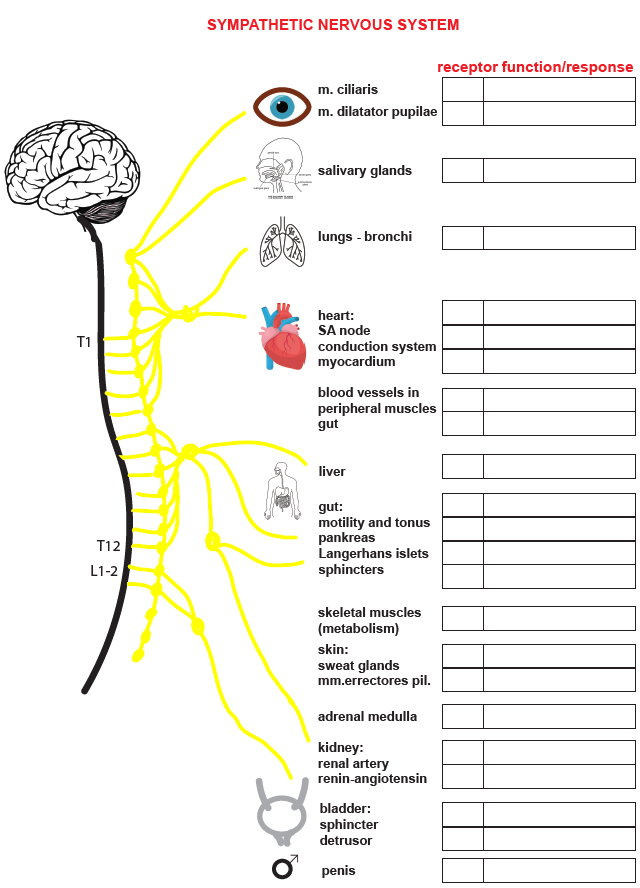 SYMPATHETIC NERVOUS SYSTEM
receptor function/response
m. ciliaris
m. dilatator pupilae
salivary glands
lungs - bronchi
heart:
SA node
conduction system
myocardium
T1
blood vessels in
peripheral muscles
gut
liver
gut:
motility and tonus
pankreas
Langerhans islets
sphincters
T12
L1-2
skeletal muscles
(metabolism)
skin:
sweat glands
mm.errectores pil.
adrenal medulla
kidney:
renal artery
renin-angiotensin
bladder:
sphincter
detrusor
penis